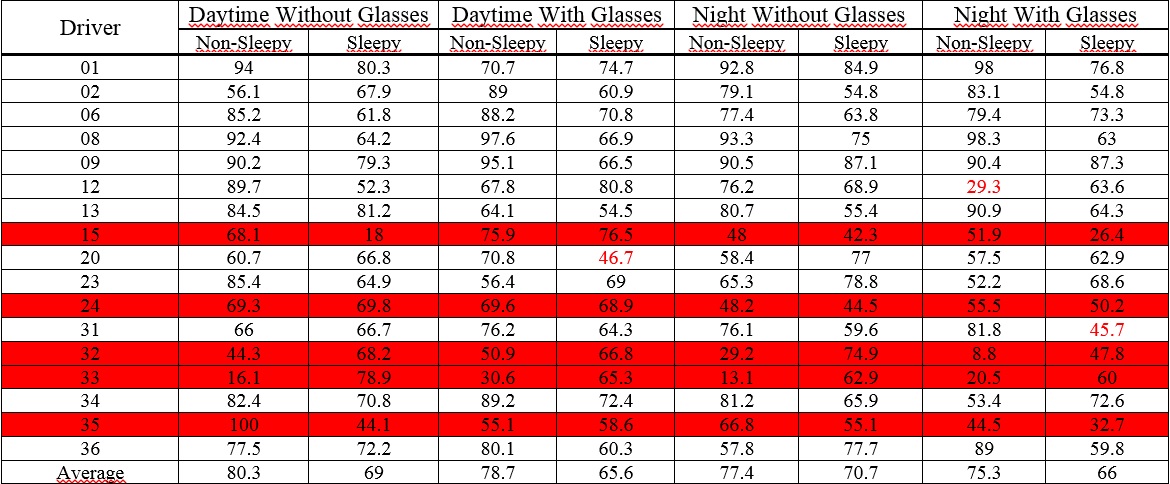 Driver Daytime Without Glasses Daytime With Glasses Night Without Glasses Night With Glasses
Non-Sleepy Sleepy Non-Sleepy Sleepy Non-Sleepy Sleepy Non-Sleepy Sleepy
01 94 80.3 70.7 74.7 92.8 84.9 98 76.8
02 56.1 67.9 89 60.9 79.1 54.8 83.1 54.8
06 85.2 61.8 88.2 70.8 77.4 63.8 79.4 73.3
08 92.4 64.2 97.6 66.9 93.3 75 98.3 63
09 90.2 79.3 95.1 66.5 90.5 87.1 90.4 87.3
12 89.7 52.3 67.8 80.8 76.2 68.9 29.3 63.6
13 84.5 81.2 64.1 54.5 80.7 55.4 90.9 64.3
15 68.1 18 75.9 76.5 48 42.3 51.9 26.4
20 60.7 66.8 70.8 46.7 58.4 77 57.5 62.9
23 85.4 64.9 56.4 69 65.3 78.8 52.2 68.6
24 69.3 69.8 69.6 68.9 48.2 44.5 55.5 50.2
31 66 66.7 76.2 64.3 76.1 59.6 81.8 45.7
32 44.3 68.2 50.9 66.8 29.2 74.9 8.8 47.8
33 16.1 78.9 30.6 65.3 13.1 62.9 20.5 60
34 82.4 70.8 89.2 72.4 81.2 65.9 53.4 72.6
35 100 44.1 55.1 58.6 66.8 55.1 44.5 32.7
36 77.5 72.2 80.1 60.3 57.8 77.7 89 59.8
Average 80.3 69 78.7 65.6 77.4 70.7 75.3 66